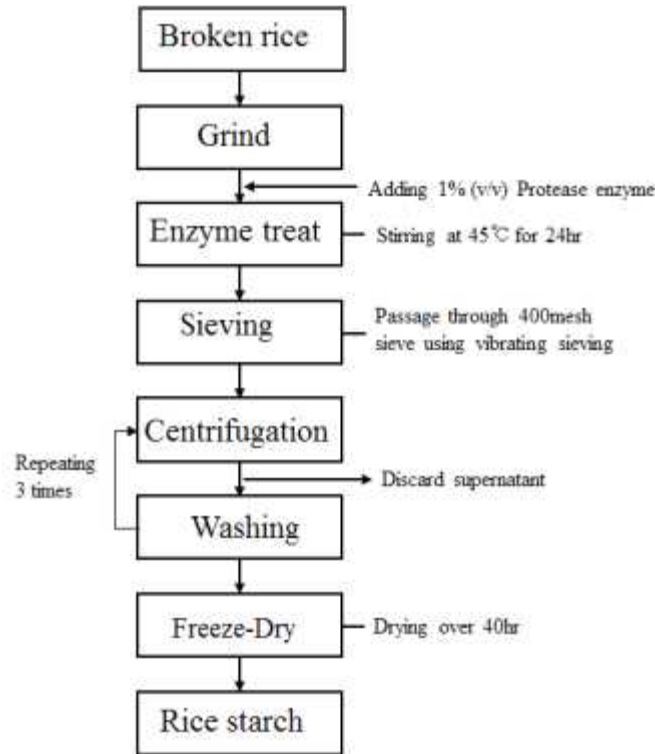 Broken rice
Grind
Adding 1% (v/v) Protease enzyme
Enzyme treat
Stirring at 45℃ for 24hr
Sieving
Passage through 400mesh
sieve using vibrating sieving
Centrifugation
Repeating
3 times
Discard supernatant
Washing
Freeze-Dry
Drying over 40hr
Rice starch